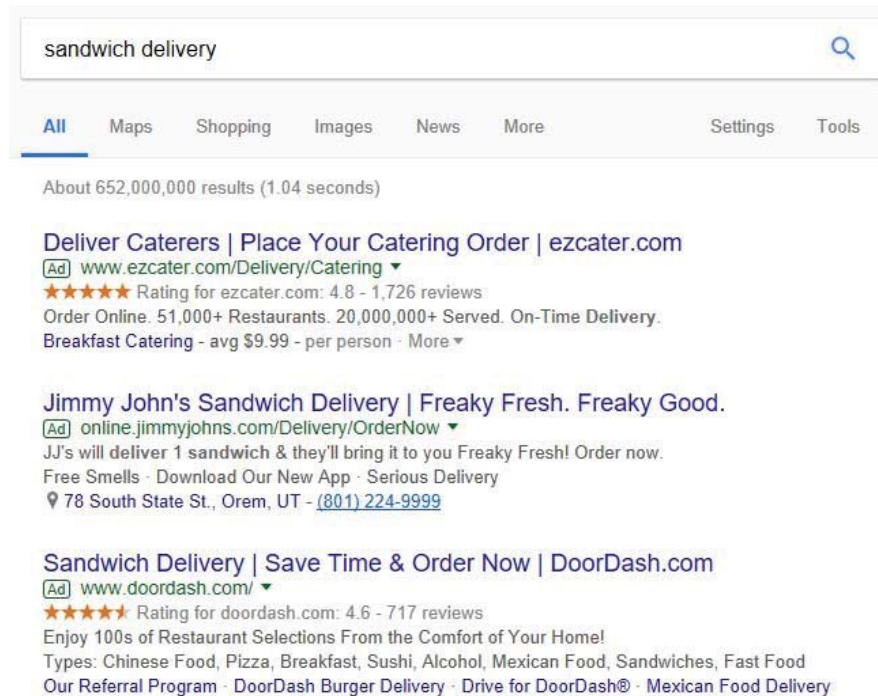 sandwich delivery
All Maps Shopping Images News More Settings Tools
About 652,000,000 results (1.04 seconds)
Deliver Caterers | Place Your Catering Order | ezcater.com
Ad www.ezcater.com/Delivery/Catering
Rating for ezcater.com: 4.8 - 1,726 reviews
Order Online. 51,000+ Restaurants. 20,000,000+ Served. On-Time Delivery.
Breakfast Catering - avg $9.99 - per person · More
Jimmy John's Sandwich Delivery | Freaky Fresh. Freaky Good.
Ad online.jimmyjohns.com/Delivery/OrderNow
JJ's will deliver 1 sandwich & they'll bring it to you Freaky Fresh! Order now.
Free Smells · Download Our New App · Serious Delivery
78 South State St., Orem, UT - (801) 224-9999
Sandwich Delivery | Save Time & Order Now | DoorDash.com
Ad www.doordash.com/
Rating for doordash.com: 4.6 - 717 reviews
Enjoy 100s of Restaurant Selections From the Comfort of Your Home!
Types: Chinese Food, Pizza, Breakfast, Sushi, Alcohol, Mexican Food, Sandwiches, Fast Food
Our Referral Program · DoorDash Burger Delivery · Drive for DoorDash® · Mexican Food Delivery